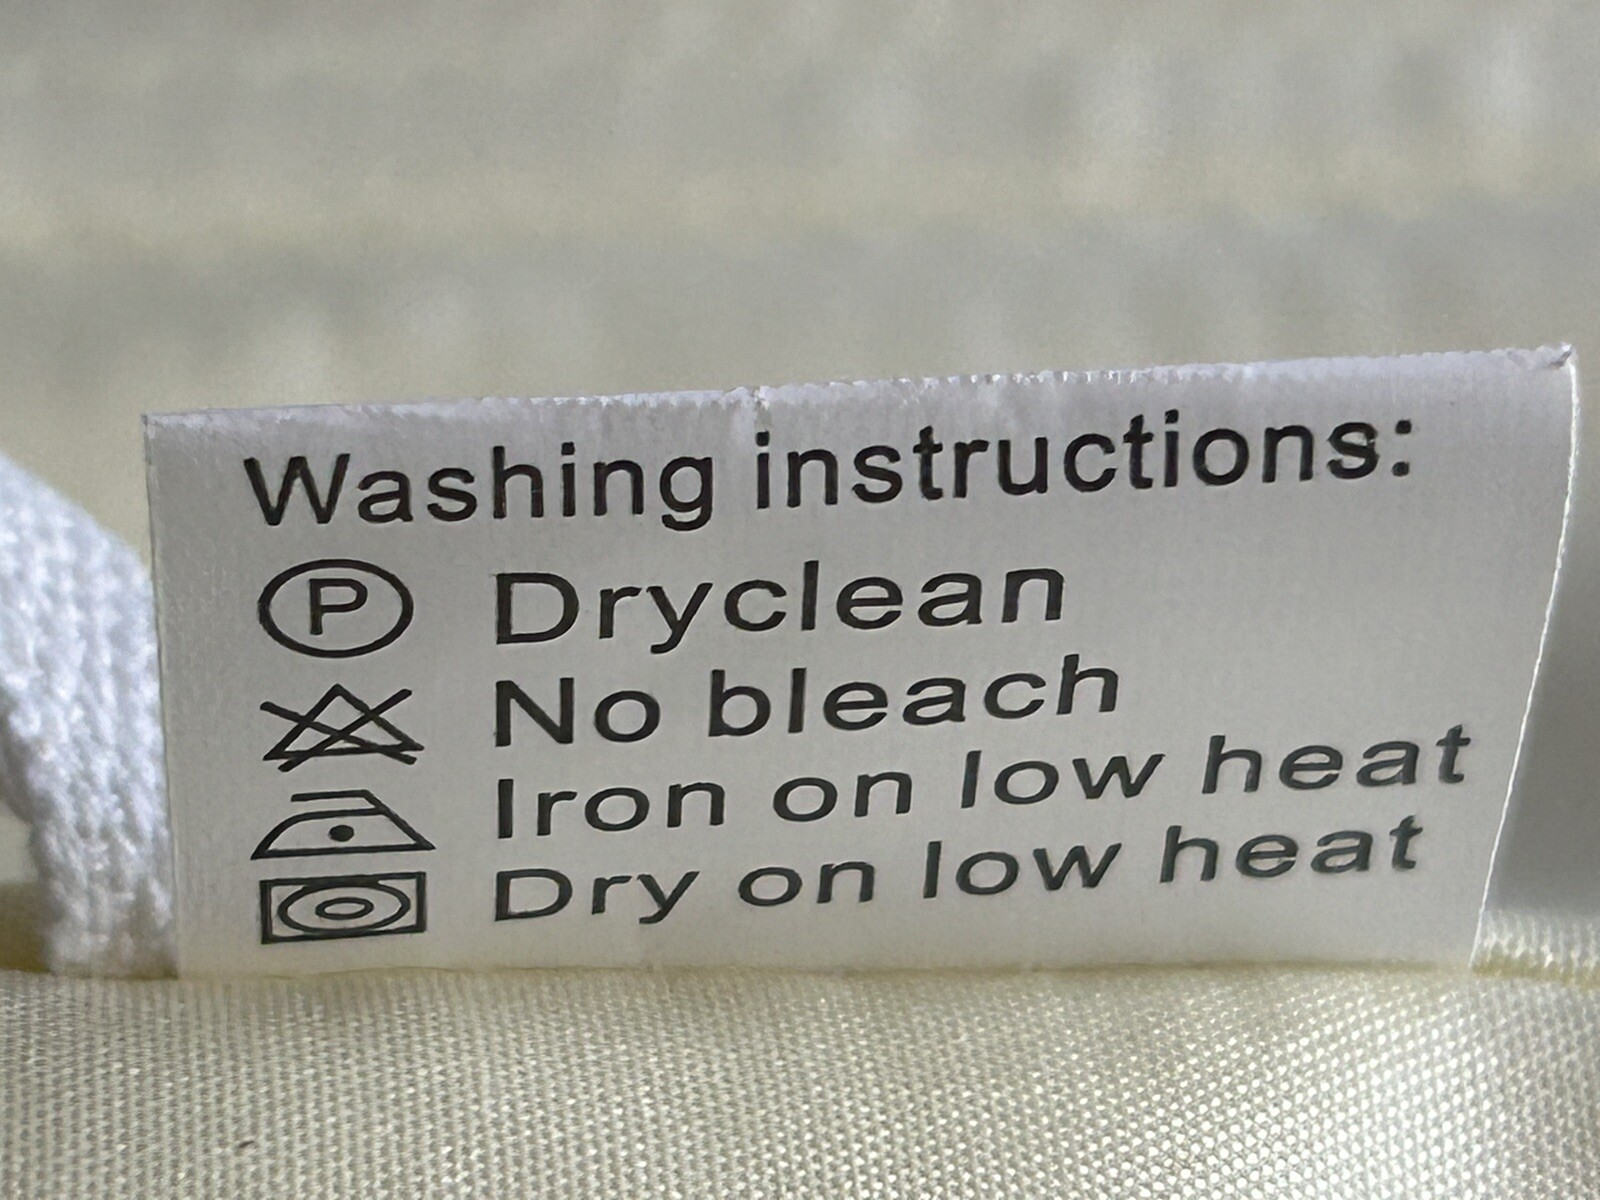 Washing instructions:
P Dryclean
No bleach
Iron on low heat
Dry on low heat